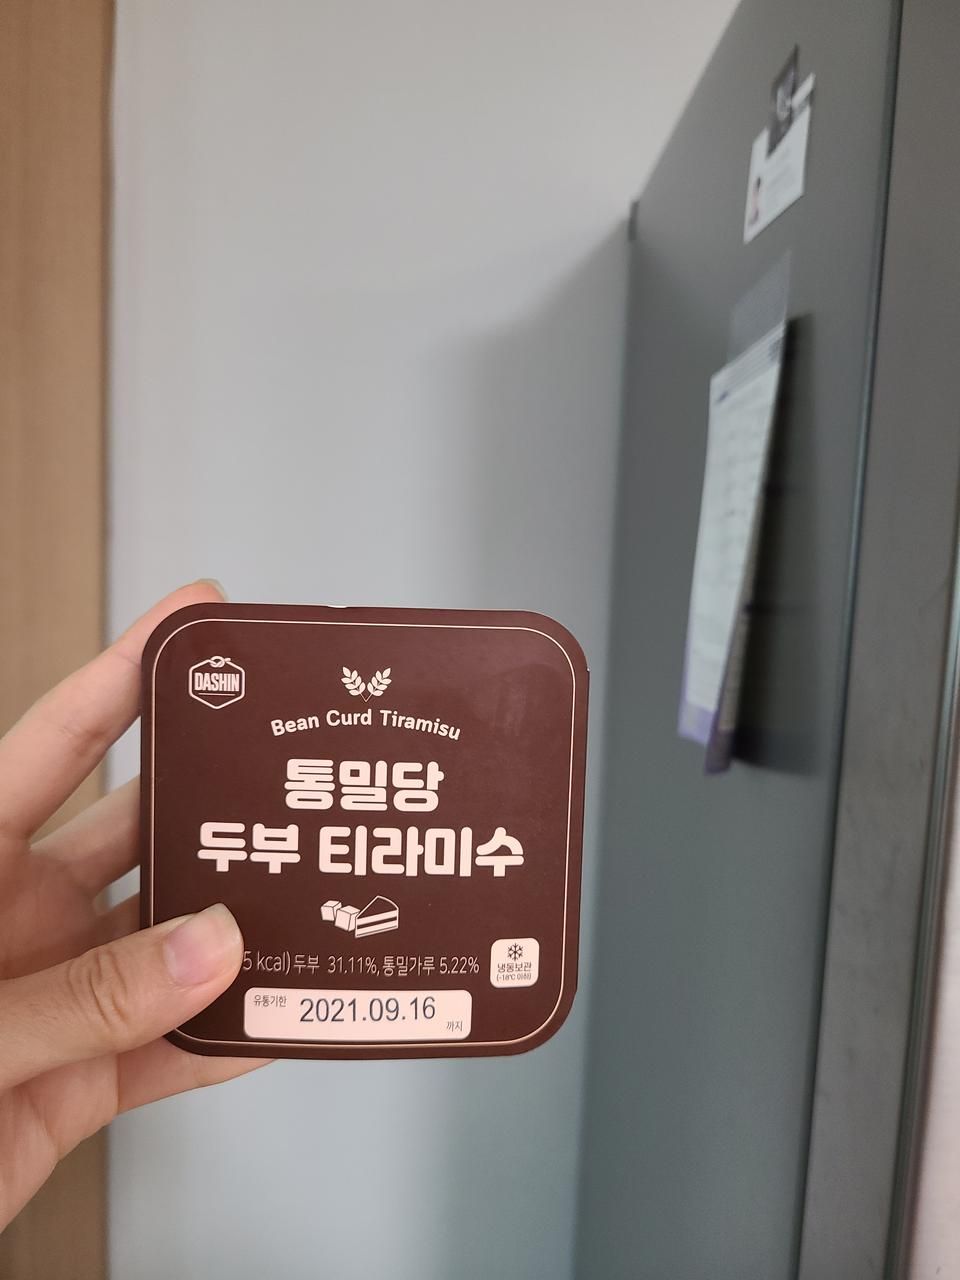 DASHIN
Bean Curd Tiramisu
통밀당
두부 티라미수
5 kcal) 두부 31.11%, 통밀가루 5.22%
냉동보관
(-18℃ 이하)
유통기한 2021.09.16 까지